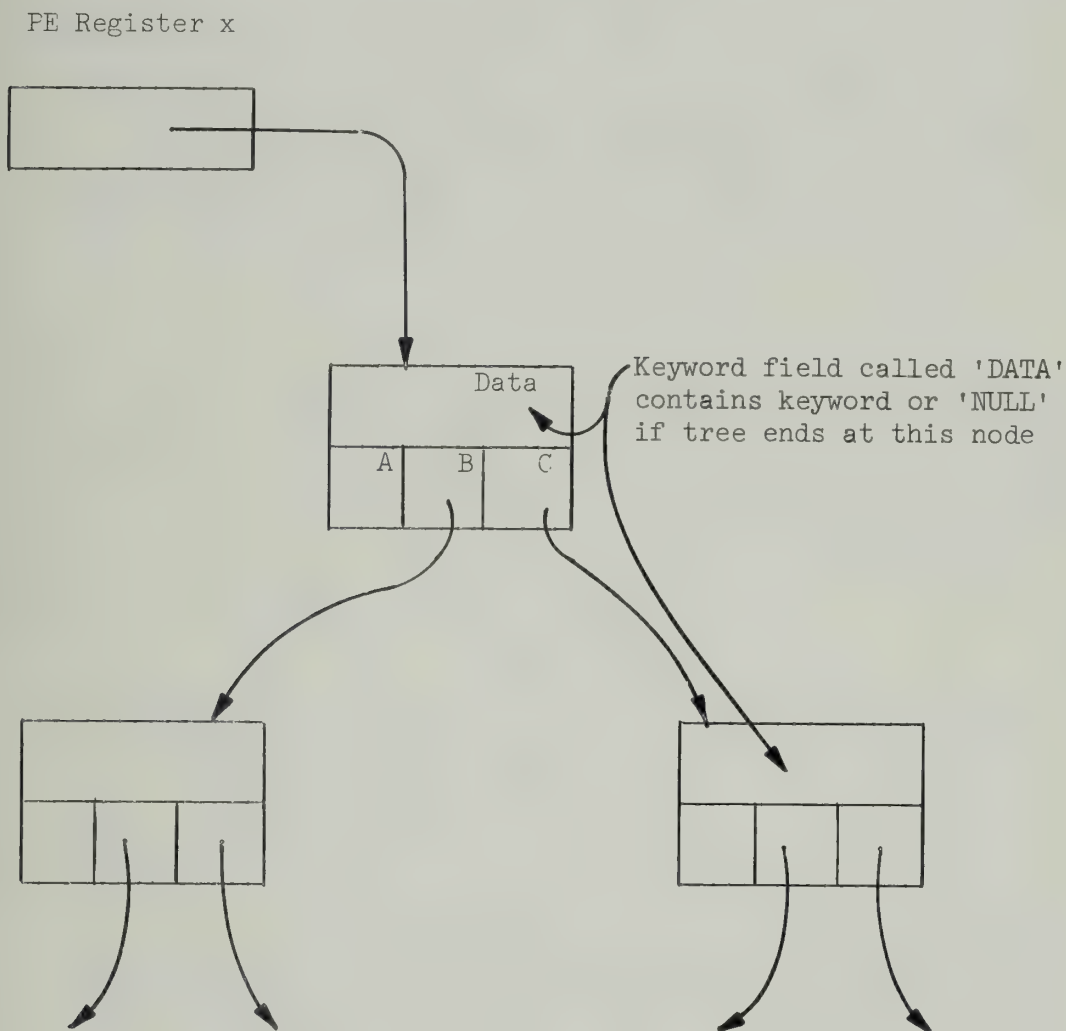 PE Register x
Data
Keyword field called 'DATA'
contains keyword or 'NULL'
if tree ends at this node
A B C